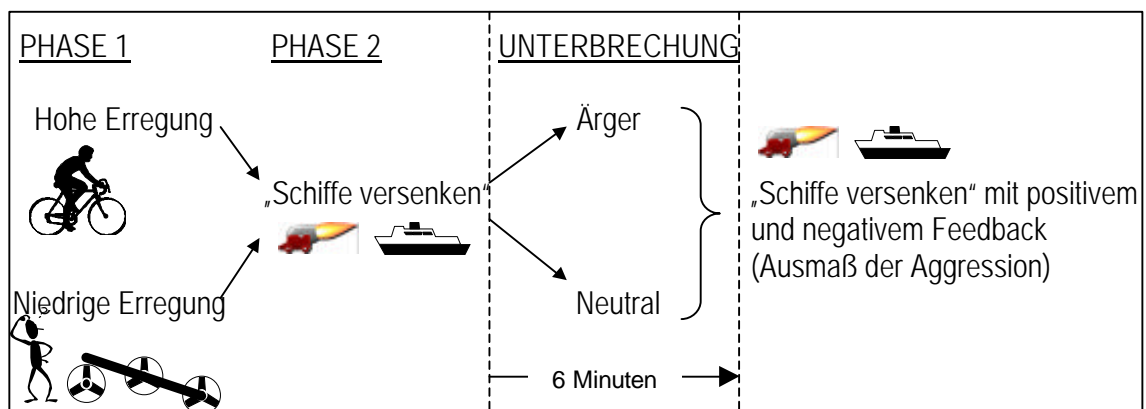 PHASE 1
PHASE 2
UNTERBRECHUNG
Hohe Erregung
Ärger
„Schiffe versenken“
„Schiffe versenken“ mit positivem
und negativem Feedback
(Ausmaß der Aggression)
Niedrige Erregung
Neutral
6 Minuten